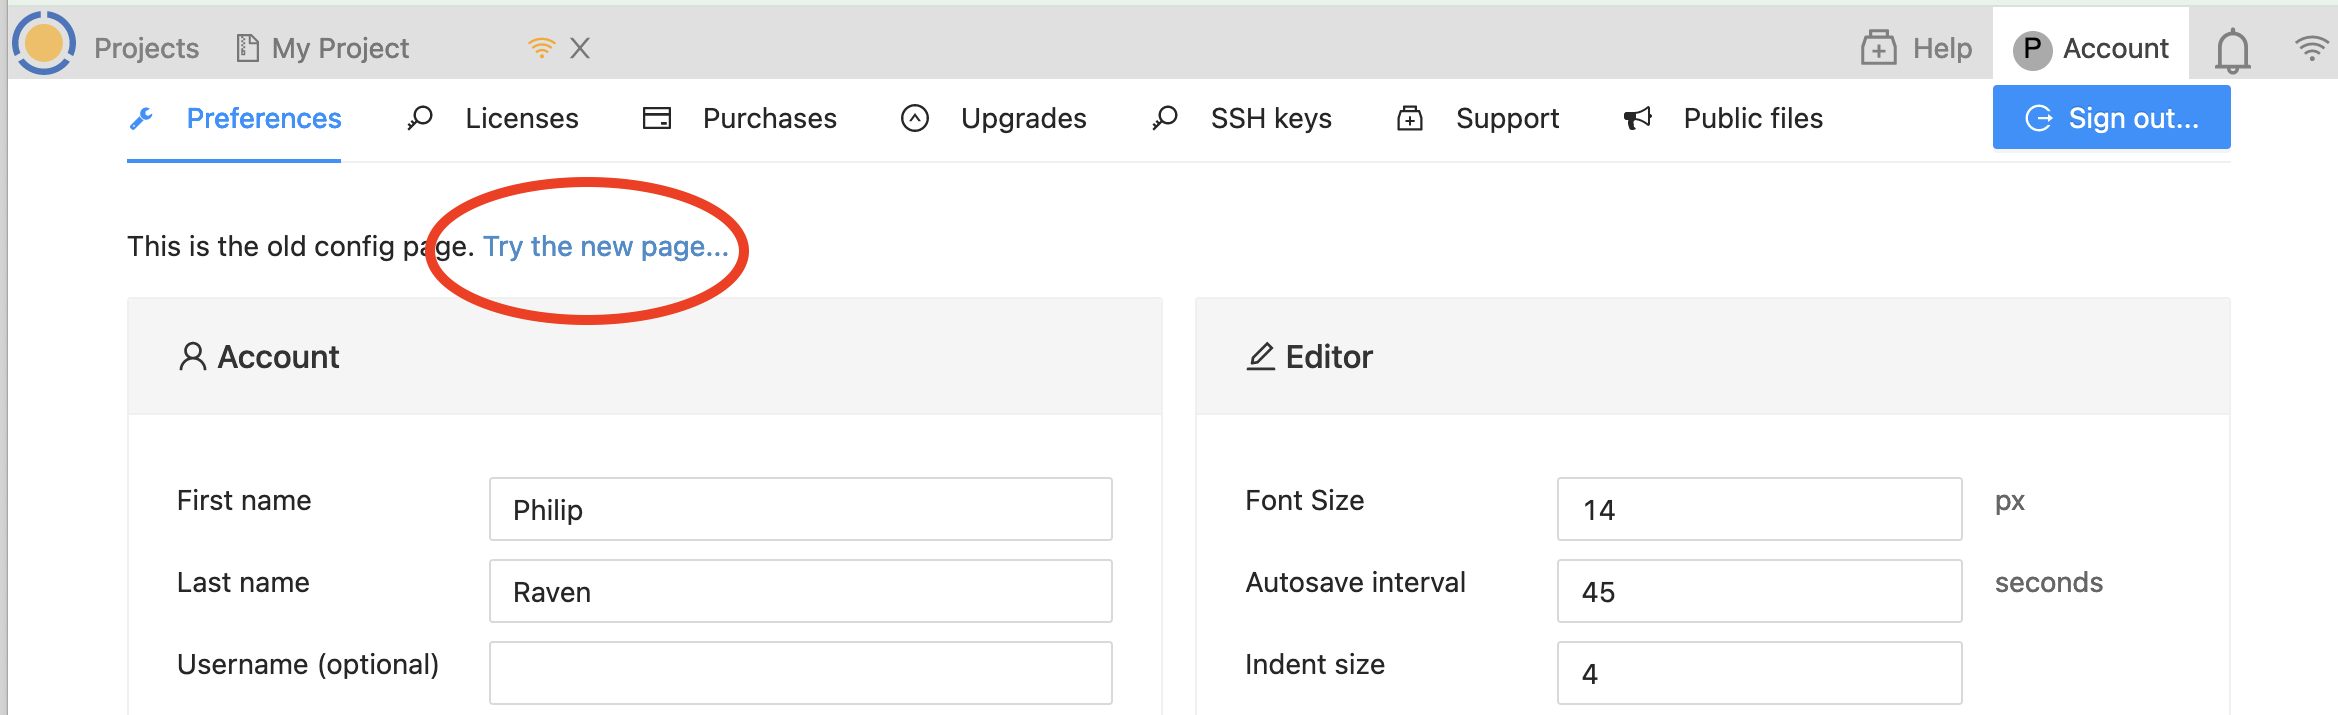 Projects My Project Help P Account
Preferences Licenses Purchases Upgrades SSH keys Support Public files Sign out...
This is the old config page. Try the new page...
Account
First name Philip
Last name Raven
Username (optional)
Editor
Font Size 14 px
Autosave interval 45 seconds
Indent size 4